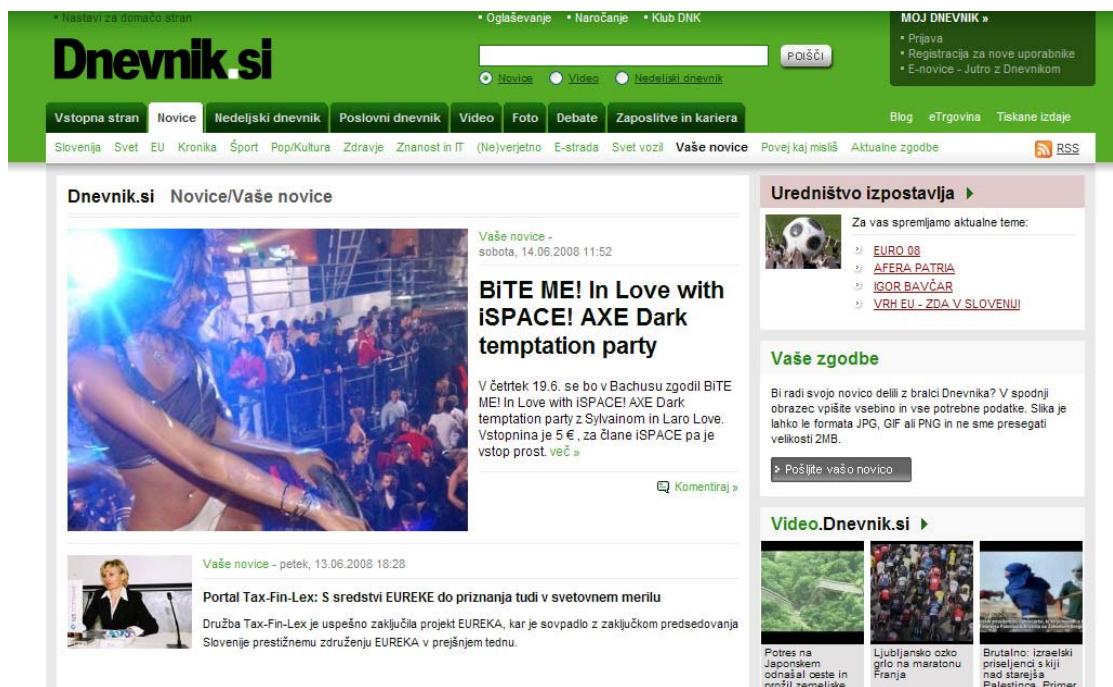 Nastavi za domačo stran
Oglaševanje Naročanje Klub DNK
MOJ DNEVNIK »
Prijava
Registracija za nove uporabnike
E-novice - Jutro z Dnevnikom
Dnevnik.si
POIŠČI
Novice Video Nedeljski dnevnik
Vstopna stran Novice Nedeljski dnevnik Poslovni dnevnik Video Foto Debate Zaposlitve in kariera
Blog eTrgovina Tiskane izdaje
Slovenija Svet EU Kronika Šport Pop/Kultura Zdravje Znanost in IT (Ne)verjetno E-strada Svet vozil Vaše novice Povej kaj misliš Aktualne zgodbe
RSS
Dnevnik.si Novice/Vaše novice
Vaše novice -
sobota, 14.06.2008 11:52
BiTE ME! In Love with
iSPACE! AXE Dark
temptation party
V četrtek 19.6. se bo v Bachusu zgodil BiTE
ME! In Love with iSPACE! AXE Dark
temptation party z Sylvainom in Laro Love.
Vstopnina je 5 € , za člane iSPACE pa je
vstop prost. več »
Komentiraj »
Vaše novice - petek, 13.06.2008 18:28
Portal Tax-Fin-Lex: S sredstvi EUREKE do priznanja tudi v svetovnem merilu
Družba Tax-Fin-Lex je uspešno zaključila projekt EUREKA, kar je sovpadlo z zaključkom predsedovanja
Slovenije prestižnemu združenju EUREKA v prejšnjem tednu.
Uredništvo izpostavlja
Za vas spremljamo aktualne teme:
EURO 08
AFERA PATRIA
IGOR BAVČAR
VRH EU - ZDA V SLOVENIJI
Vaše zgodbe
Bi radi svojo novico delili z bralci Dnevnika? V spodnji
obrazec vpišite vsebino in vse potrebne podatke. Slika je
lahko le formata JPG, GIF ali PNG in ne sme presegati
velikosti 2MB.
Pošljite vašo novico
Video.Dnevnik.si
Potres na
Japonskem
odnašal ceste in
prožil zemeljske
Ljubljansko ozko
grlo na maratonu
Franja
Brutalno: izraelski
priseljenci s kiji
nad starejša
Palestinca. Primer